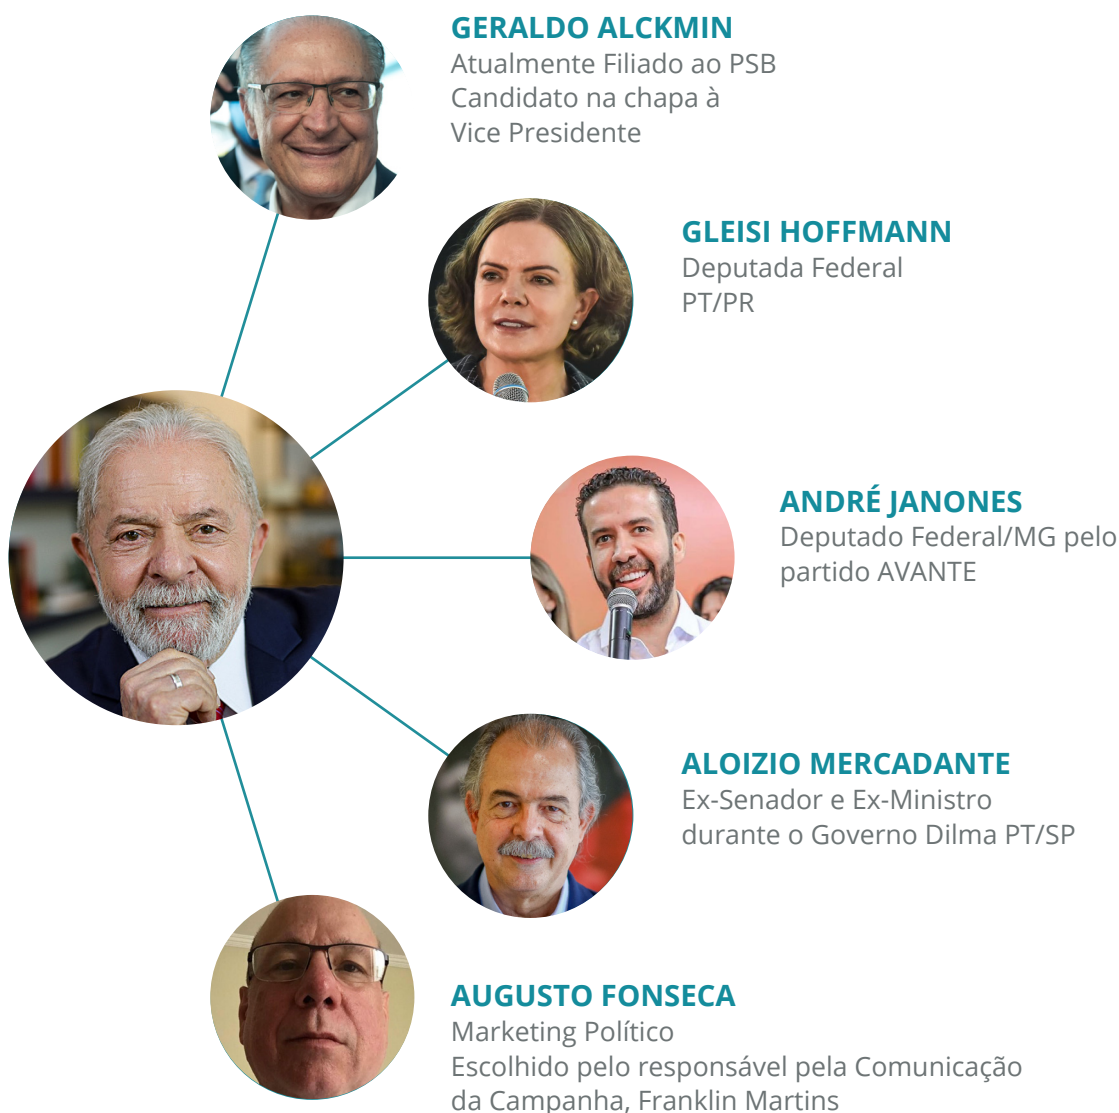 GERALDO ALCKMIN
Atualmente Filiado ao PSB
Candidato na chapa à
Vice Presidente
GLEISI HOFFMANN
Deputada Federal
PT/PR
ANDRÉ JANONES
Deputado Federal/MG pelo
partido AVANTE
ALOIZIO MERCADANTE
Ex-Senador e Ex-Ministro
durante o Governo Dilma PT/SP
AUGUSTO FONSECA
Marketing Político
Escolhido pelo responsável pela Comunicação
da Campanha, Franklin Martins